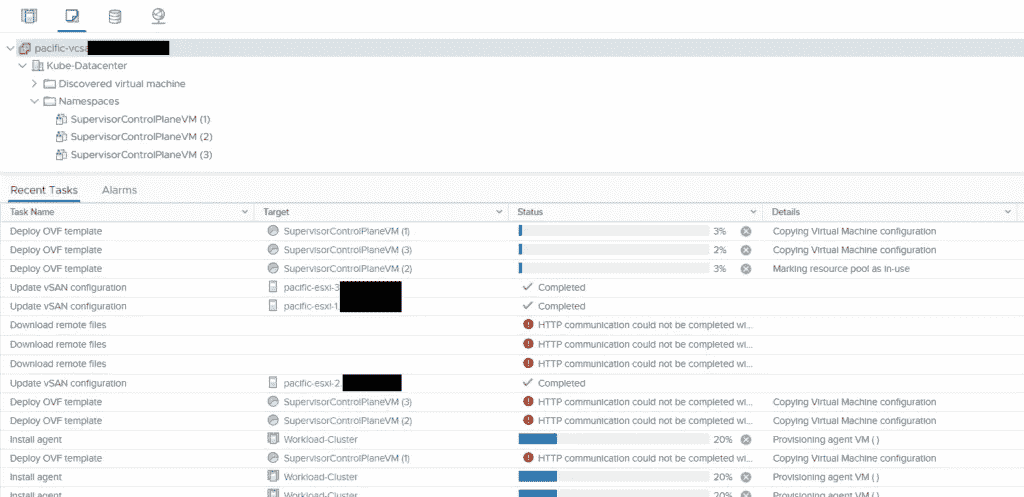 pacific-vcsa
Kube-Datacenter
Discovered virtual machine
Namespaces
SupervisorControlPlaneVM (1)
SupervisorControlPlaneVM (2)
SupervisorControlPlaneVM (3)
Recent Tasks Alarms
Task Name Target Status Details
Deploy OVF template SupervisorControlPlaneVM (1) 3% Copying Virtual Machine configuration
Deploy OVF template SupervisorControlPlaneVM (3) 2% Copying Virtual Machine configuration
Deploy OVF template SupervisorControlPlaneVM (2) 3% Marking resource pool as in-use
Update vSAN configuration pacific-esxi-3 Completed
Update vSAN configuration pacific-esxi-1 Completed
Download remote files HTTP communication could not be completed wi...
Download remote files HTTP communication could not be completed wi...
Download remote files HTTP communication could not be completed wi...
Update vSAN configuration pacific-esxi-2. Completed
Deploy OVF template SupervisorControlPlaneVM (3) HTTP communication could not be completed wi... Copying Virtual Machine configuration
Deploy OVF template SupervisorControlPlaneVM (2) HTTP communication could not be completed wi... Copying Virtual Machine configuration
Install agent Workload-Cluster 20% Provisioning agent VM ( )
Deploy OVF template SupervisorControlPlaneVM (1) HTTP communication could not be completed wi... Copying Virtual Machine configuration
Install agent Workload-Cluster 20% Provisioning agent VM ( )
Install agent Workload-Cluster 20% Provisioning agent VM ( )